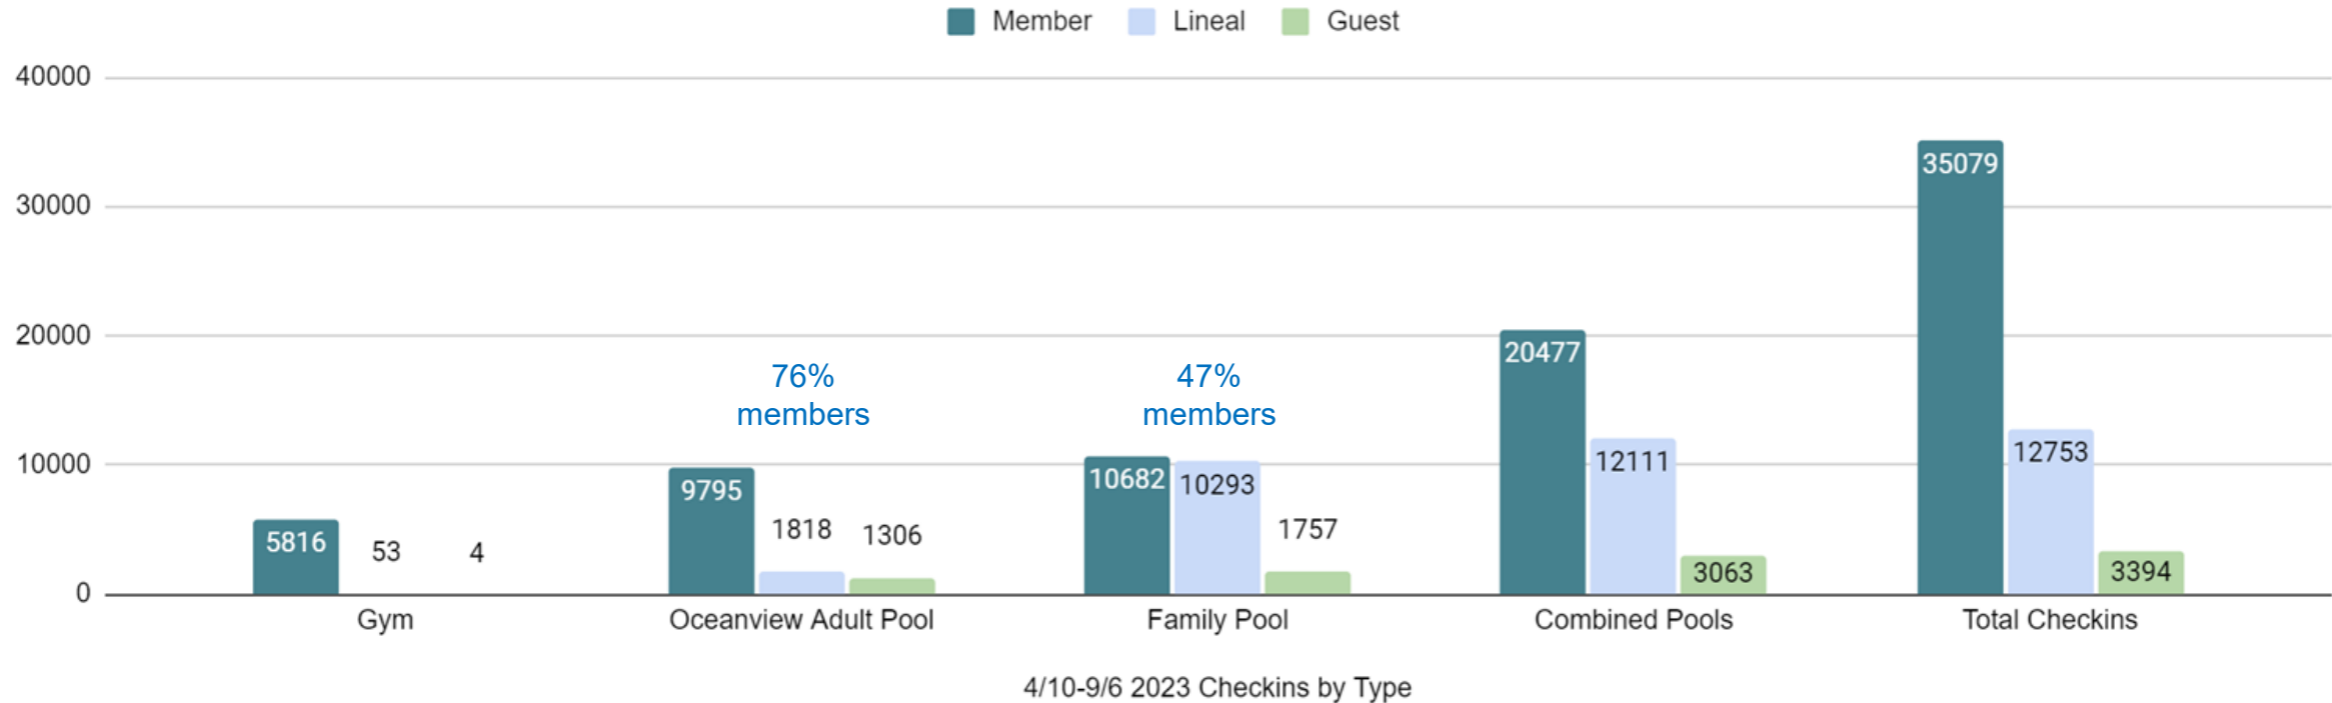 Member Lineal Guest
40000
30000
20000
10000
0
76%
members
47%
members
5816 53 4
9795 1818 1306
10682 10293 1757
20477 12111 3063
35079 12753 3394
Gym Oceanview Adult Pool Family Pool Combined Pools Total Checkins
4/10-9/6 2023 Checkins by Type